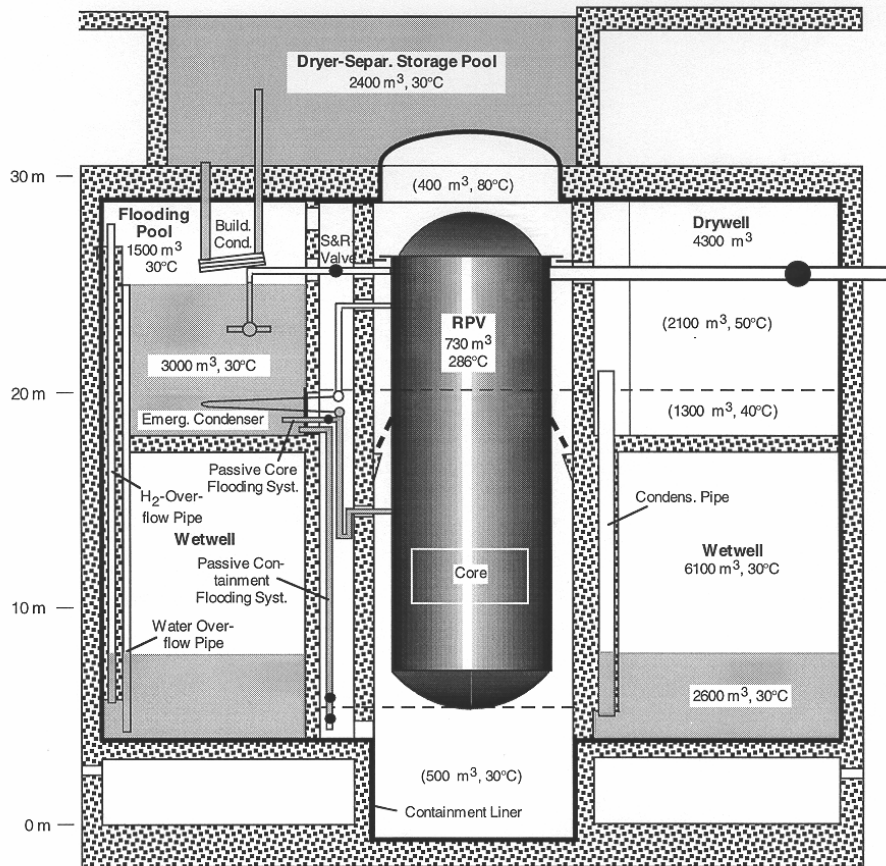 Dryer-Separ. Storage Pool
2400 m³, 30°C
30 m
(400 m³, 80°C)
Flooding
Pool
1500 m³
30°C
Build.
Cond.
S&R-
Valve
Drywell
4300 m³
RPV
730 m³
286°C
(2100 m³, 50°C)
3000 m³, 30°C
20 m
Emerg. Condenser
(1300 m³, 40°C)
Passive Core
Flooding Syst.
H₂-Over-
flow Pipe
Condens. Pipe
Wetwell
Passive Con-
tainment
Flooding Syst.
Wetwell
6100 m³, 30°C
Core
10 m
Water Over-
flow Pipe
2600 m³, 30°C
(500 m³, 30°C)
Containment Liner
0 m